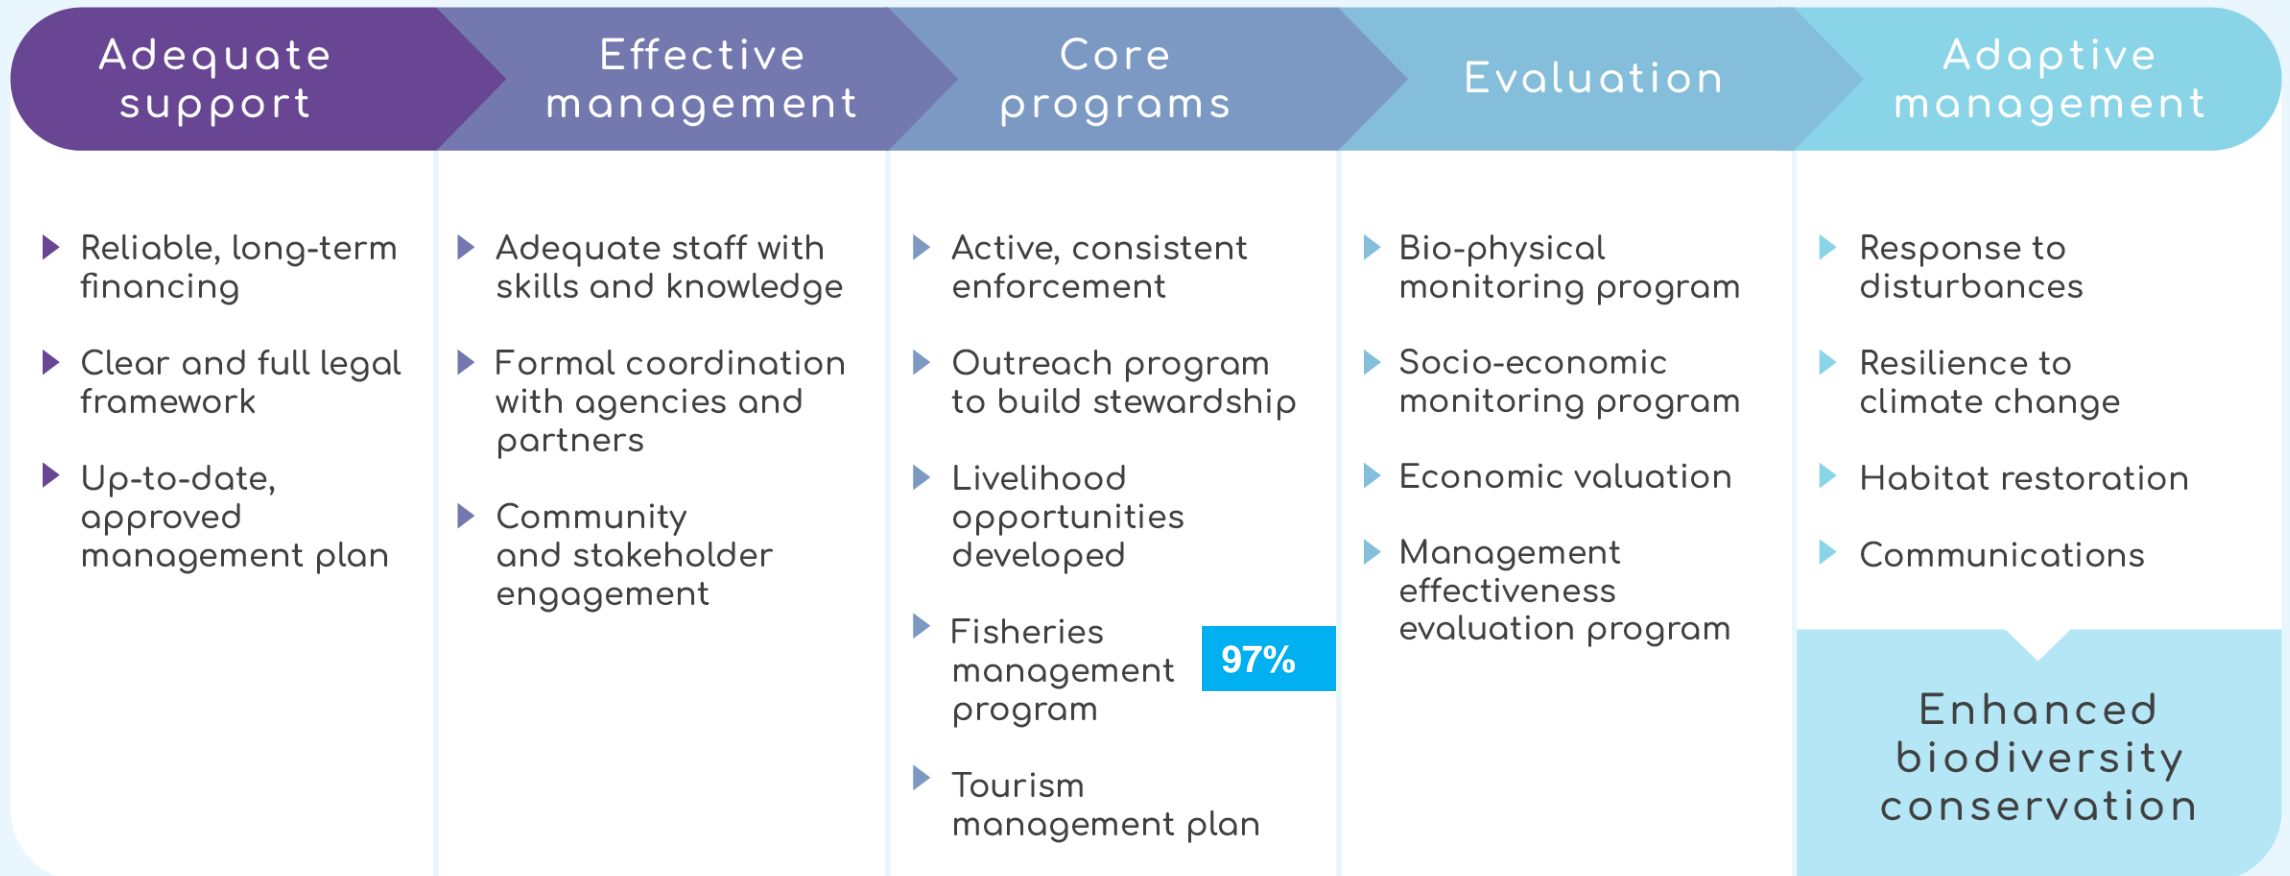 Adequate
support
Effective
management
Core
programs
Evaluation
Adaptive
management
Reliable, long-term
financing
Clear and full legal
framework
Up-to-date,
approved
management plan
Adequate staff with
skills and knowledge
Formal coordination
with agencies and
partners
Community
and stakeholder
engagement
Active, consistent
enforcement
Outreach program
to build stewardship
Livelihood
opportunities
developed
Fisheries
management
program
97%
Tourism
management plan
Bio-physical
monitoring program
Socio-economic
monitoring program
Economic valuation
Management
effectiveness
evaluation program
Response to
disturbances
Resilience to
climate change
Habitat restoration
Communications
Enhanced
biodiversity
conservation